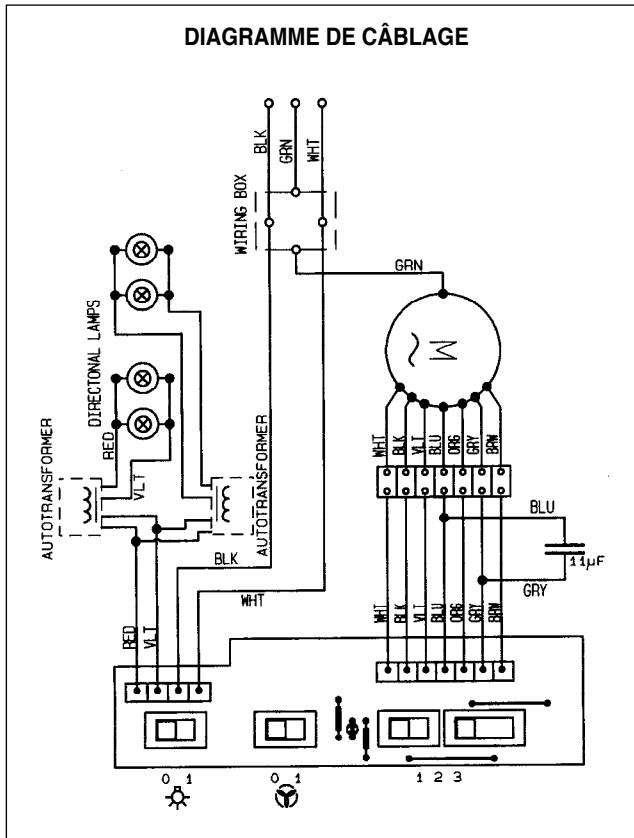 DIAGRAMME DE CÂBLAGE
BLK
GRN
WHT
WIRING BOX
GRN
DIRECTONAL LAMPS
M
RED
VLT
AUTOTRANSFORMER
AUTOTRANSFORMER
WHT
BLK
VLT
BLU
ORG
GRY
BRW
BLU
11µF
GRY
BLK
WHT
RED
VLT
WHT
BLK
VLT
BLU
ORG
GRY
BRW
0 1
0 1
1 2 3